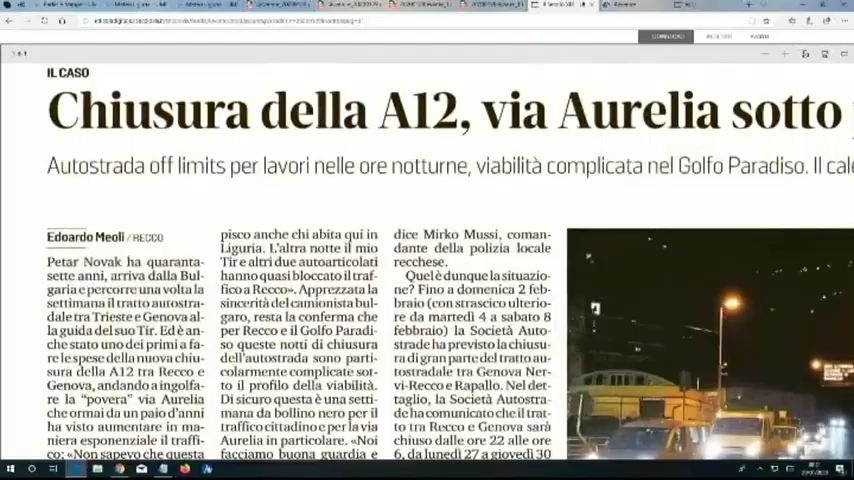 IL CASO
Chiusura della A12, via Aurelia sotto
Autostrada off limits per lavori nelle ore notturne, viabilità complicata nel Golfo Paradiso. Il cale
Edoardo Meoli / RECCO
Petar Novak ha quaranta-
sette anni, arriva dalla Bul-
garia e percorre una volta la
settimana il tratto autostra-
dale tra Trieste e Genova al-
la guida del suo Tir. Ed è an-
che stato uno dei primi a fa-
re le spese della nuova chiu-
sura della A12 tra Recco e
Genova, andando a ingolfa-
re la “povera” via Aurelia
che ormai da un paio d'anni
ha visto aumentare in ma-
niera esponenziale il traffi-
co: «Non sapevo che questa
pisco anche chi abita qui in
Liguria. L'altra notte il mio
Tir e altri due autoarticolati
hanno quasi bloccato il traf-
fico a Recco». Apprezzata la
sincerità del camionista bul-
garo, resta la conferma che
per Recco e il Golfo Paradi-
so queste notti di chiusura
dell'autostrada sono parti-
colarmente complicate sot-
to il profilo della viabilità.
Di sicuro questa è una setti-
mana da bollino nero per il
traffico cittadino e per la via
Aurelia in particolare. «Noi
facciamo buona guardia e
dice Mirko Mussi, coman-
dante della polizia locale
recchese.
Quel è dunque la situazio-
ne? Fino a domenica 2 feb-
braio (con strascico ulterio-
re da martedì 4 a sabato 8
febbraio) la Società Auto-
strade ha previsto la chiusu-
ra di gran parte del tratto au-
tostradale tra Genova Ner-
vi-Recco e Rapallo. Nel det-
taglio, la Società Autostra-
de ha comunicato che il trat-
to tra Recco e Genova sarà
chiuso dalle ore 22 alle ore
6, da lunedì 27 a giovedì 30